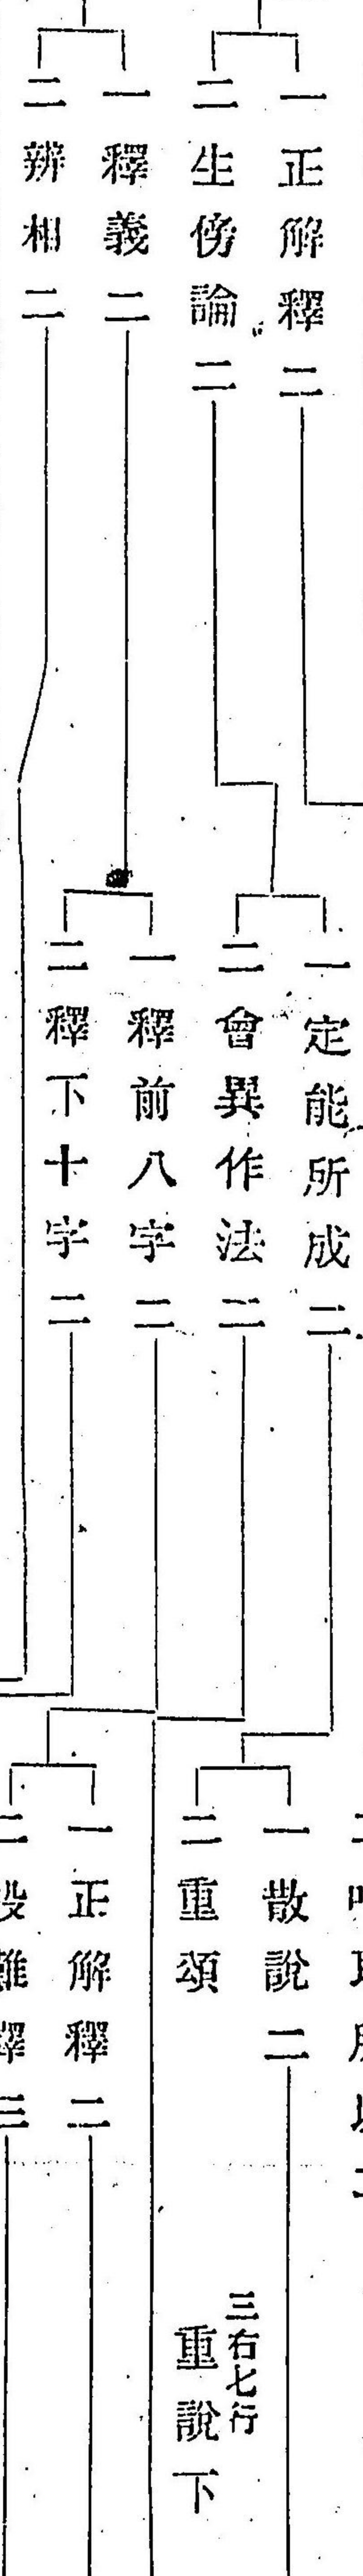 一正解釋二
二生傍論二
一釋義二
二辨相二
一定能所成二
二會異作法二
一釋前八字二
二釋下十字二
一散說二
二重頌
三右七行
重說下
一正解釋二